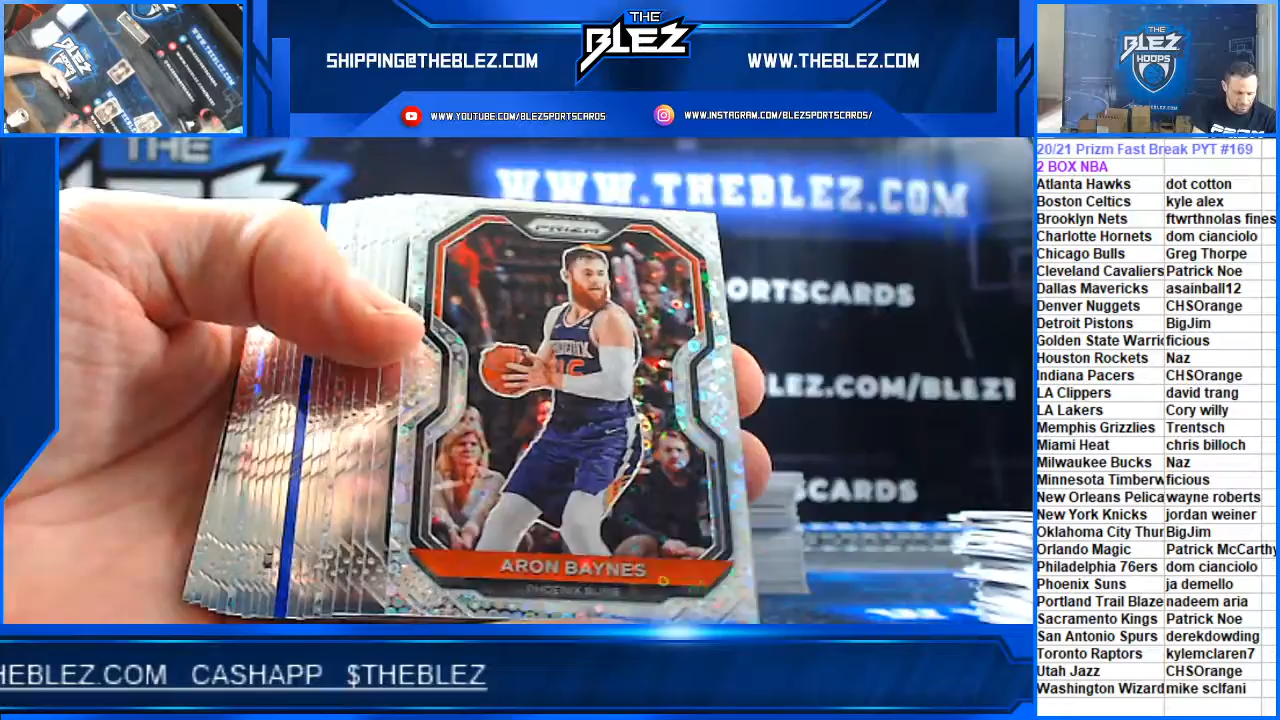 THE
BLEZ
SHIPPING@THEBLEZ.COM
WWW.THEBLEZ.COM
WWW.YOUTUBE.COM/BLEZSPORTSCARDS
WWW.INSTAGRAM.COM/BLEZSPORTSCARDS/
THE
BLEZ
HOOPS
THE
WWW.THEBLEZ.COM
ORTSCARDS
LEZ.COM/BLEZ1
SCARDS
PRIZM
ARON BAYNES
PHOENIX SUNS
20/21 Prizm Fast Break PYT #169
2 BOX NBA
Atlanta Hawks dot cotton
Boston Celtics kyle alex
Brooklyn Nets ftwrthnolas fines
Charlotte Hornets dom cianciolo
Chicago Bulls Greg Thorpe
Cleveland Cavaliers Patrick Noe
Dallas Mavericks asainball12
Denver Nuggets CHSOrange
Detroit Pistons BigJim
Golden State Warri ficious
Houston Rockets Naz
Indiana Pacers CHSOrange
LA Clippers david trang
LA Lakers Cory willy
Memphis Grizzlies Trentsch
Miami Heat chris billoch
Milwaukee Bucks Naz
Minnesota Timberw ficious
New Orleans Pelica wayne roberts
New York Knicks jordan weiner
Oklahoma City Thur BigJim
Orlando Magic Patrick McCarthy
Philadelphia 76ers dom cianciolo
Phoenix Suns ja demello
Portland Trail Blaze nadeem aria
Sacramento Kings Patrick Noe
San Antonio Spurs derekdowding
Toronto Raptors kylemclaren7
Utah Jazz CHSOrange
Washington Wizard mike sclfani
HEBLEZ.COM CASHAPP $THEBLEZ